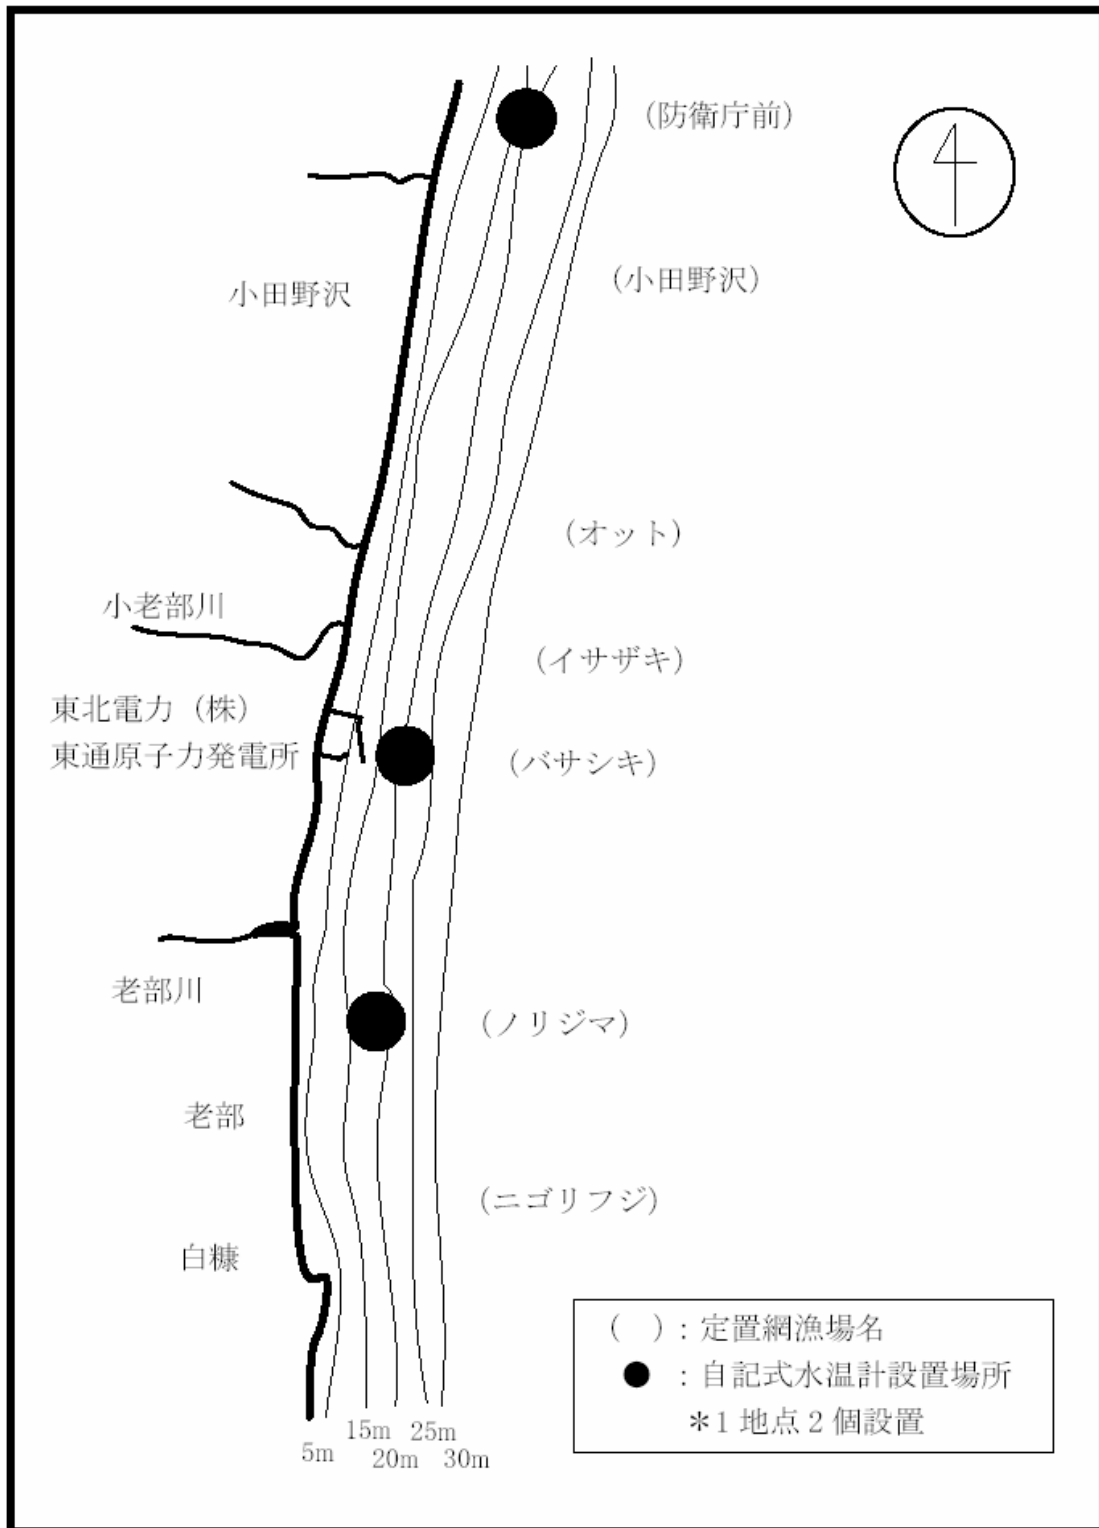 (防衛庁前)
(小田野沢)
小田野沢
(オット)
小老部川
(イサザキ)
東北電力（株）
東通原子力発電所
(バサシキ)
老部川
(ノリジマ)
老部
(ニゴリフジ)
白糠
(　)：定置網漁場名
●：自記式水温計設置場所
＊1地点2個設置
15m 25m
5m 20m 30m